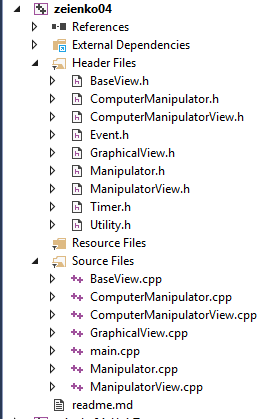 zeienko04
References
External Dependencies
Header Files
BaseView.h
ComputerManipulator.h
ComputerManipulatorView.h
Event.h
GraphicalView.h
Manipulator.h
ManipulatorView.h
Timer.h
Utility.h
Resource Files
Source Files
BaseView.cpp
ComputerManipulator.cpp
ComputerManipulatorView.cpp
GraphicalView.cpp
main.cpp
Manipulator.cpp
ManipulatorView.cpp
readme.md